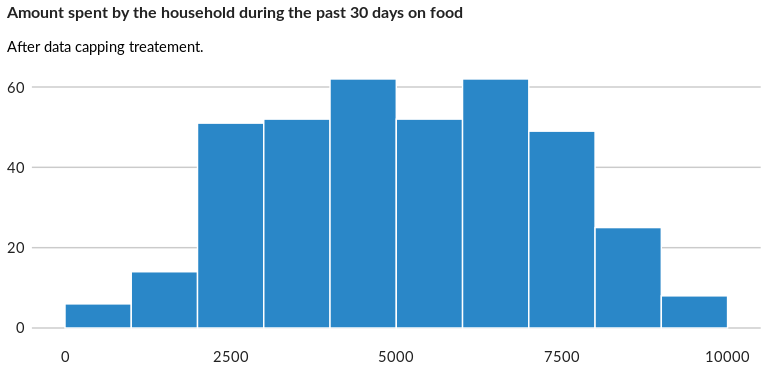 Amount spent by the household during the past 30 days on food
After data capping treatement.
60
40
20
0
0 2500 5000 7500 10000